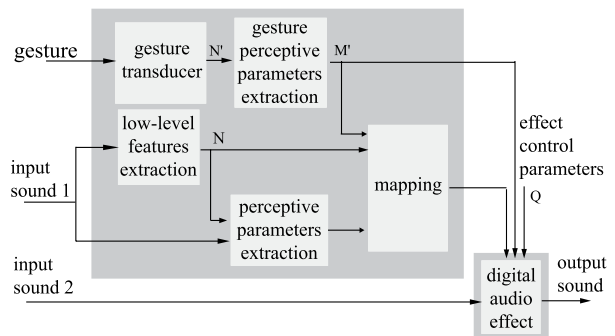 gesture
gesture
transducer
N'
gesture
perceptive
parameters
extraction
M'
low-level
features
extraction
N
input
sound 1
perceptive
parameters
extraction
mapping
effect
control
parameters
Q
input
sound 2
digital
audio
effect
output
sound